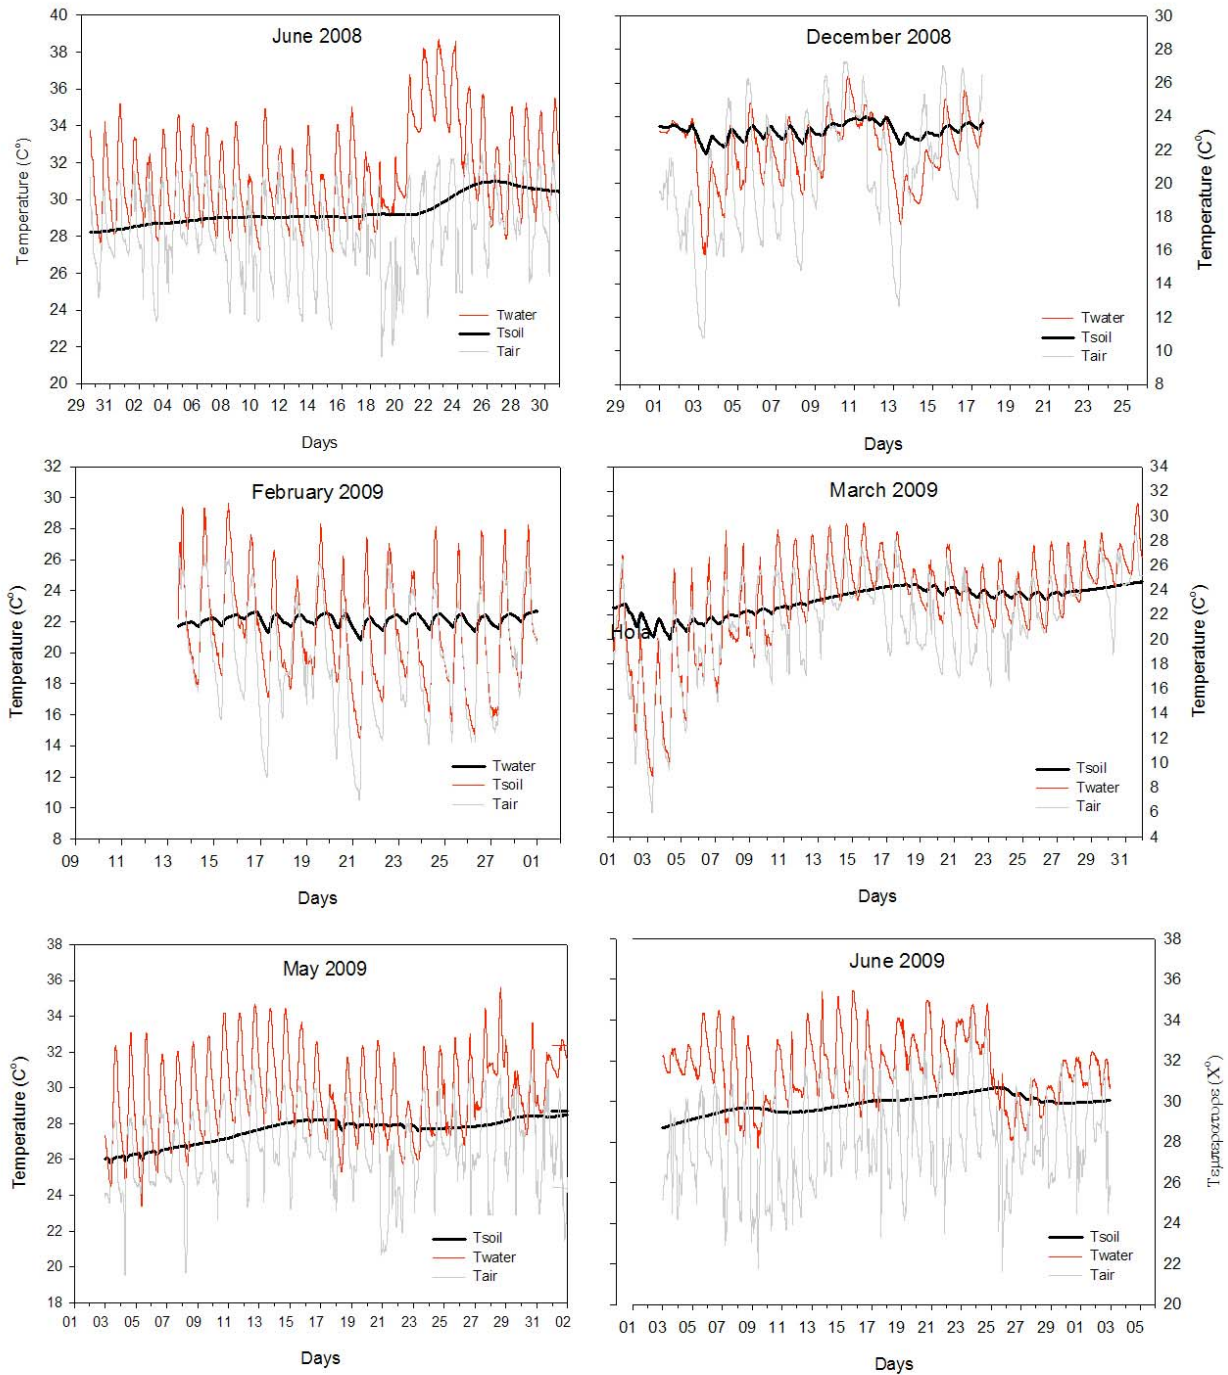 June 2008
Temperature (C°)
40
38
36
34
32
30
28
26
24
22
20
Twater
Tsoil
Tair
29 31 02 04 06 08 10 12 14 16 18 20 22 24 26 28 30
Days
December 2008
Temperature (C°)
30
28
26
24
22
20
18
16
14
12
10
8
Twater
Tsoil
Tair
29 01 03 05 07 09 11 13 15 17 19 21 23 25
Days
February 2009
Temperature (C°)
32
30
28
26
24
22
20
18
16
14
12
10
8
Twater
Tsoil
Tair
09 11 13 15 17 19 21 23 25 27 01
Days
March 2009
Temperature (C°)
34
32
30
28
26
24
22
20
18
16
14
12
10
8
6
4
Hola
Tsoil
Twater
Tair
01 03 05 07 09 11 13 15 17 19 21 23 25 27 29 31
Days
May 2009
Temperature (C°)
38
36
34
32
30
28
26
24
22
20
18
Tsoil
Twater
Tair
01 03 05 07 09 11 13 15 17 19 21 23 25 27 29 31 02
Days
June 2009
Τεμπερατυρε (Χ°)
38
36
34
32
30
28
26
24
22
20
Tsoil
Twater
Tair
01 03 05 07 09 11 13 15 17 19 21 23 25 27 29 01 03 05
Days